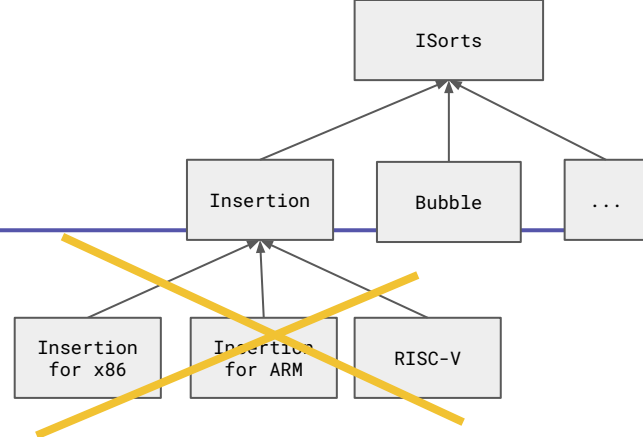 ISorts
Insertion
Bubble
...
Insertion
for x86
Insertion
for ARM
RISC-V